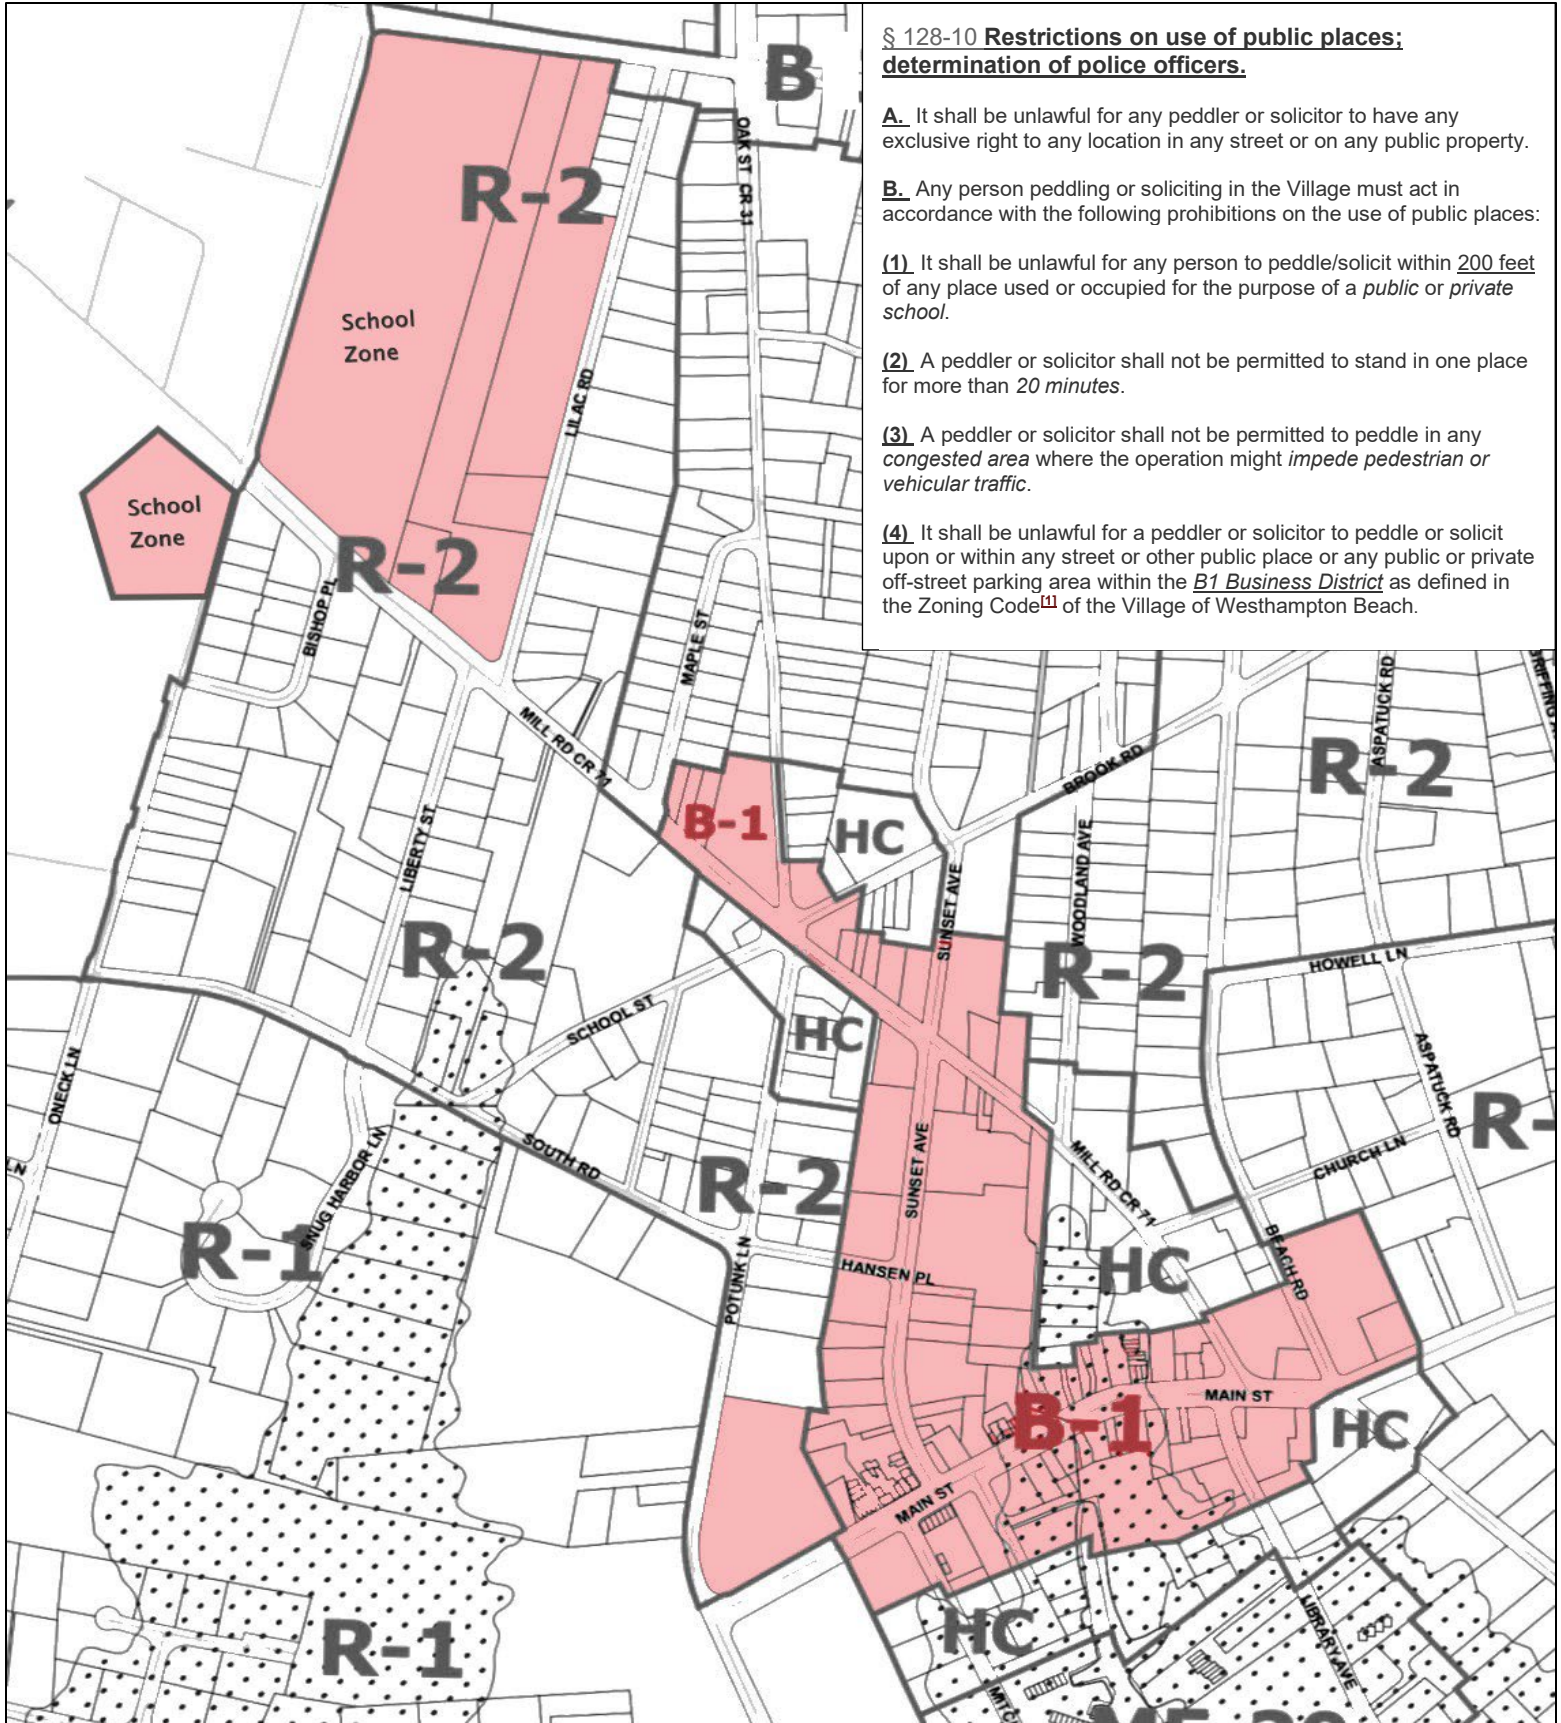 § 128-10 Restrictions on use of public places;
determination of police officers.
A. It shall be unlawful for any peddler or solicitor to have any
exclusive right to any location in any street or on any public property.
B. Any person peddling or soliciting in the Village must act in
accordance with the following prohibitions on the use of public places:
(1) It shall be unlawful for any person to peddle/solicit within 200 feet
of any place used or occupied for the purpose of a public or private
school.
(2) A peddler or solicitor shall not be permitted to stand in one place
for more than 20 minutes.
(3) A peddler or solicitor shall not be permitted to peddle in any
congested area where the operation might impede pedestrian or
vehicular traffic.
(4) It shall be unlawful for a peddler or solicitor to peddle or solicit
upon or within any street or other public place or any public or private
off-street parking area within the B1 Business District as defined in
the Zoning Code[1] of the Village of Westhampton Beach.
B
OAK ST CR 31
R-2
School
Zone
LILAC RD
School
Zone
R-2
BISHOP PL
MAPLE ST
MILL RD CR 71
ASPATUCK RD
R-2
BROOK RD
B-1
HC
LIBERTY ST
SUNSET AVE
WOODLAND AVE
R-2
R-2
HOWELL LN
SCHOOL ST
HC
ONECK LN
ASPATUCK RD
R-
LN
SNUG HARBOR LN
SOUTH RD
SUNSET AVE
MILL RD CR 71
CHURCH LN
R-2
R-1
POTUNK LN
HANSEN PL
HC
BEACH RD
MAIN ST
B-1
HC
MAIN ST
HC
R-1
LIBRARY AVE